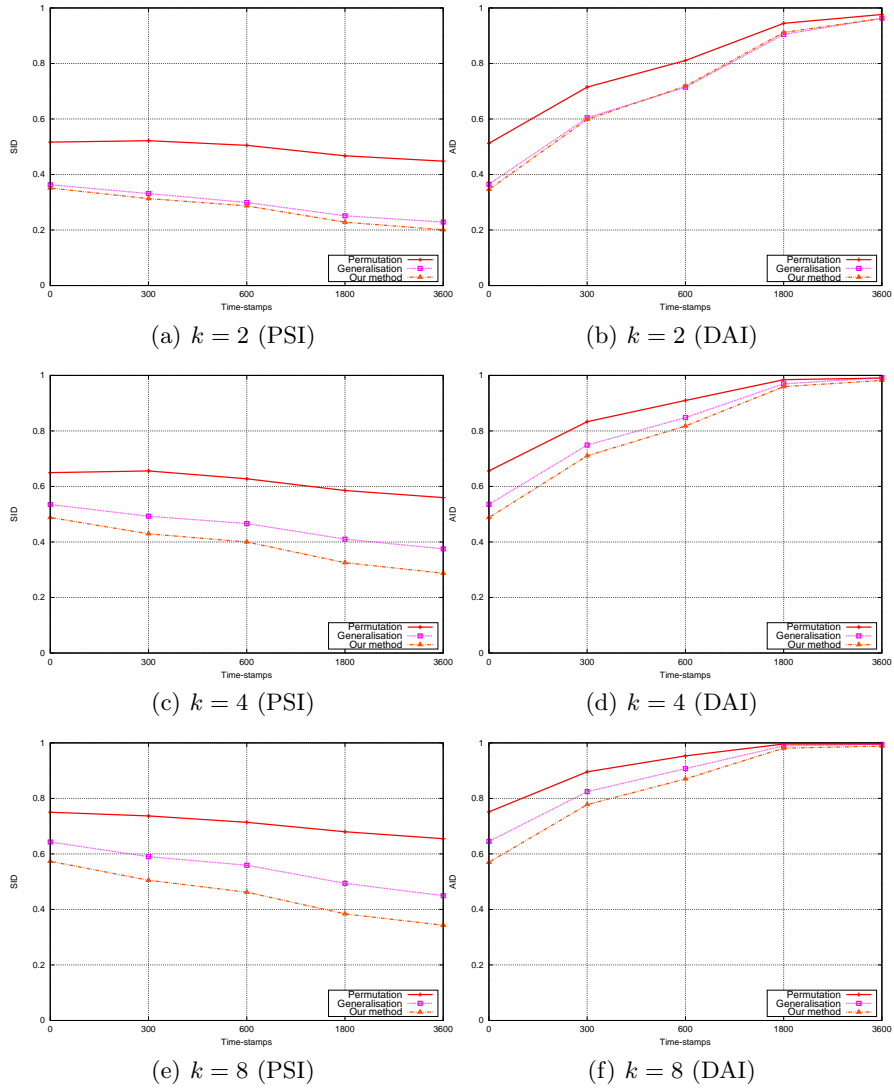 1
0.8
0.6
0.4
0.2
0
SID
0 300 600 1800 3600
Time-stamps
Permutation
Generalisation
Our method
(a) k = 2 (PSI)
1
0.8
0.6
0.4
0.2
0
AID
0 300 600 1800 3600
Time-stamps
Permutation
Generalisation
Our method
(b) k = 2 (DAI)
1
0.8
0.6
0.4
0.2
0
SID
0 300 600 1800 3600
Time-stamps
Permutation
Generalisation
Our method
(c) k = 4 (PSI)
1
0.8
0.6
0.4
0.2
0
AID
0 300 600 1800 3600
Time-stamps
Permutation
Generalisation
Our method
(d) k = 4 (DAI)
1
0.8
0.6
0.4
0.2
0
SID
0 300 600 1800 3600
Time-stamps
Permutation
Generalisation
Our method
(e) k = 8 (PSI)
1
0.8
0.6
0.4
0.2
0
AID
0 300 600 1800 3600
Time-stamps
Permutation
Generalisation
Our method
(f) k = 8 (DAI)